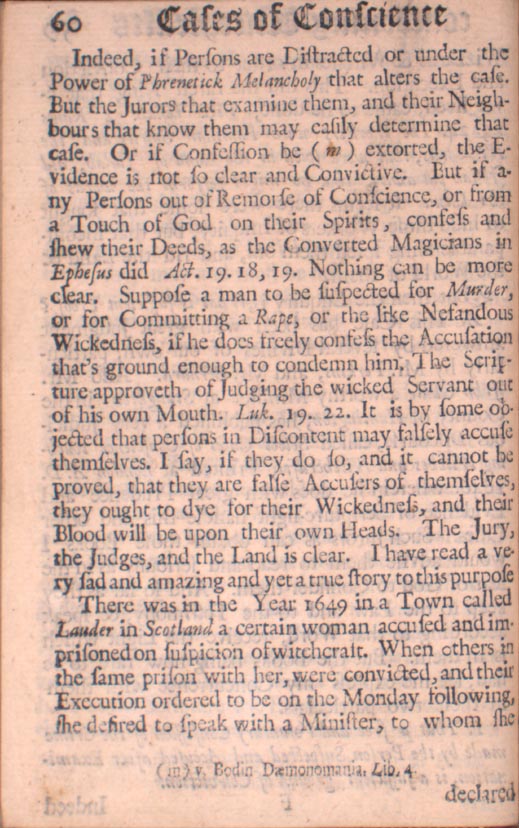 60 Caſes of Conſcience
Indeed, if Perſons are Diſtracted or under the
Power of Phrenetick Melancholy that alters the caſe.
But the Jurors that examine them, and their Neigh-
bours that know them may eaſily determine that
caſe. Or if Confeſſion be (m) extorted, the E-
vidence is not ſo clear and Convictive. But if a-
ny Perſons out of Remorſe of Conſcience, or from
a Touch of God on their Spirits, confeſs and
ſhew their Deeds, as the Converted Magicians in
Epheſus did Act. 19. 18, 19. Nothing can be more
clear. Suppoſe a man to be ſuſpected for Murder,
or for Committing a Rape, or the like Nefandous
Wickedneſs, if he does freely confeſs the Accuſation
that's ground enough to condemn him. The Scrip-
ture approveth of Judging the wicked Servant out
of his own Mouth. Luk. 19. 22. It is by ſome ob-
jected that perſons in Diſcontent may falſely accuſe
themſelves. I ſay, if they do ſo, and it cannot be
proved, that they are falſe Accuſers of themſelves,
they ought to dye for their Wickedneſs, and their
Blood will be upon their own Heads. The Jury,
the Judges, and the Land is clear. I have read a ve-
ry ſad and amazing and yet a true ſtory to this purpoſe
There was in the Year 1649 in a Town called
Lauder in Scotland a certain woman accuſed and im-
priſoned on ſuſpicion of witchcraft. When others in
the ſame priſon with her, were convicted, and their
Execution ordered to be on the Monday following,
ſhe deſired to ſpeak with a Miniſter, to whom ſhe
(m) v. Bodin Dæmonomania. Lib. 4.
declared